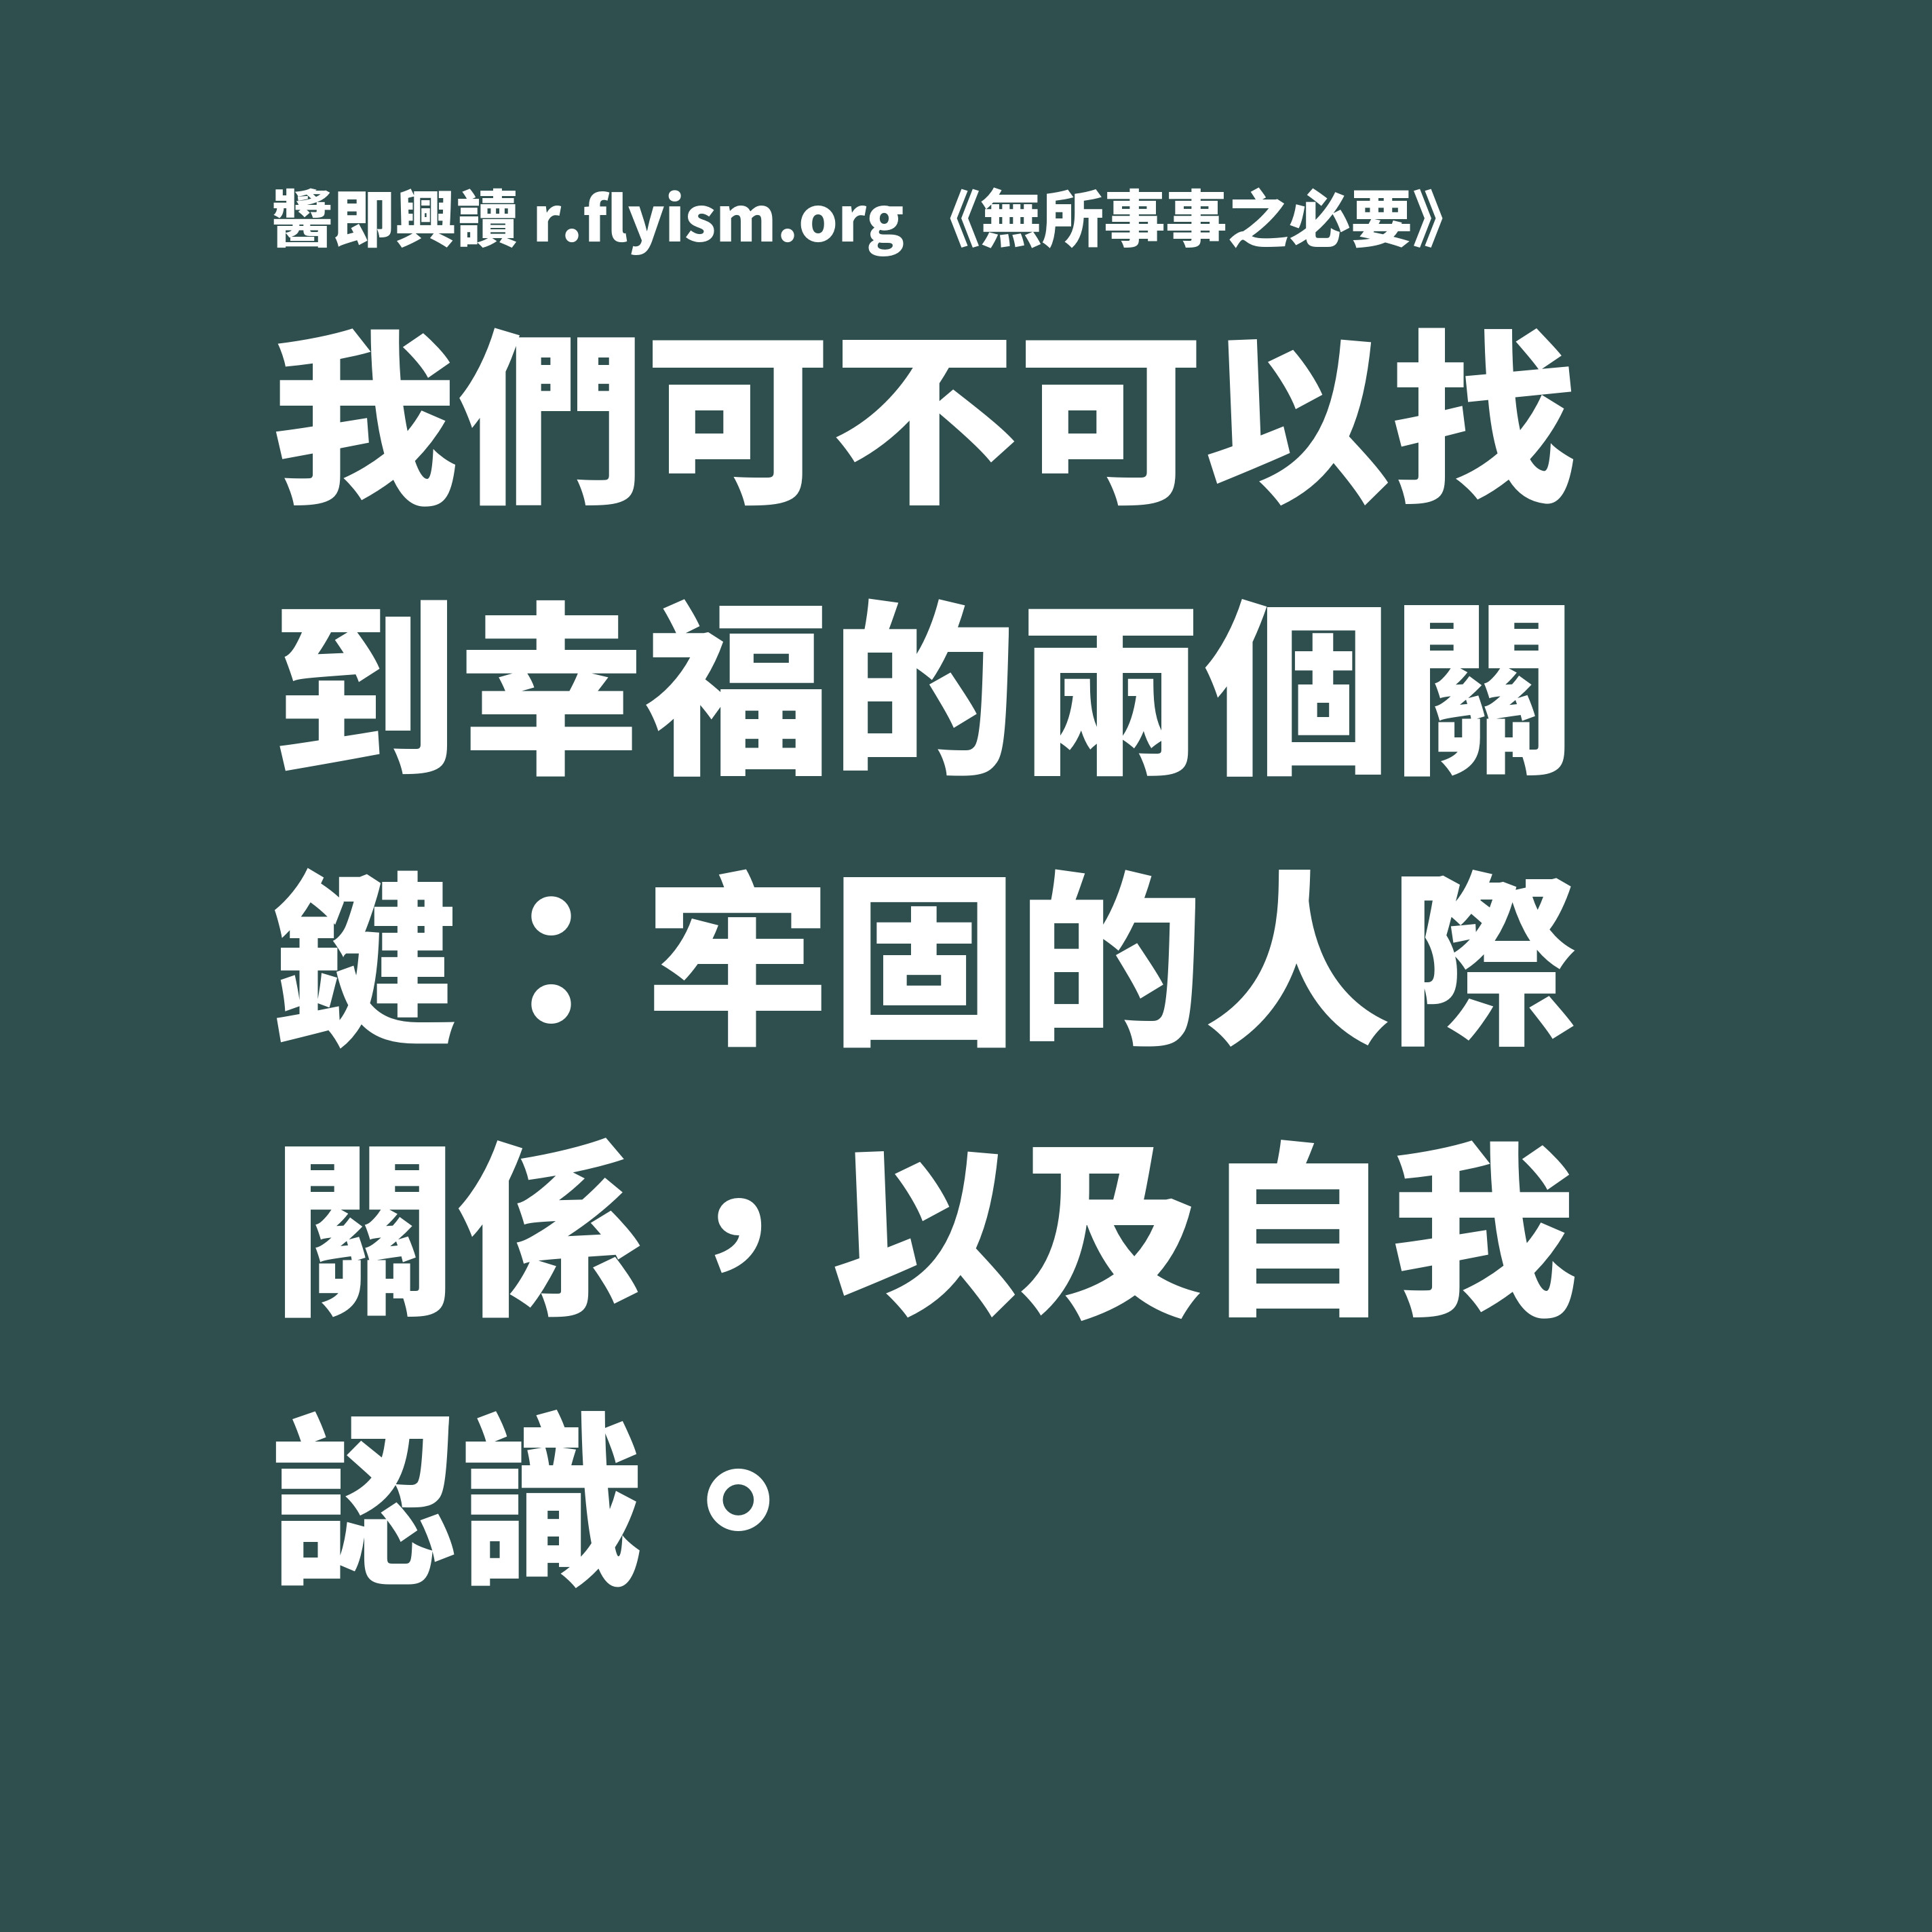 翳即閱讀 r.flyism.org 《無所事事之必要》
我們可不可以找
到幸福的兩個關
鍵：牢固的人際
關係，以及自我
認識。